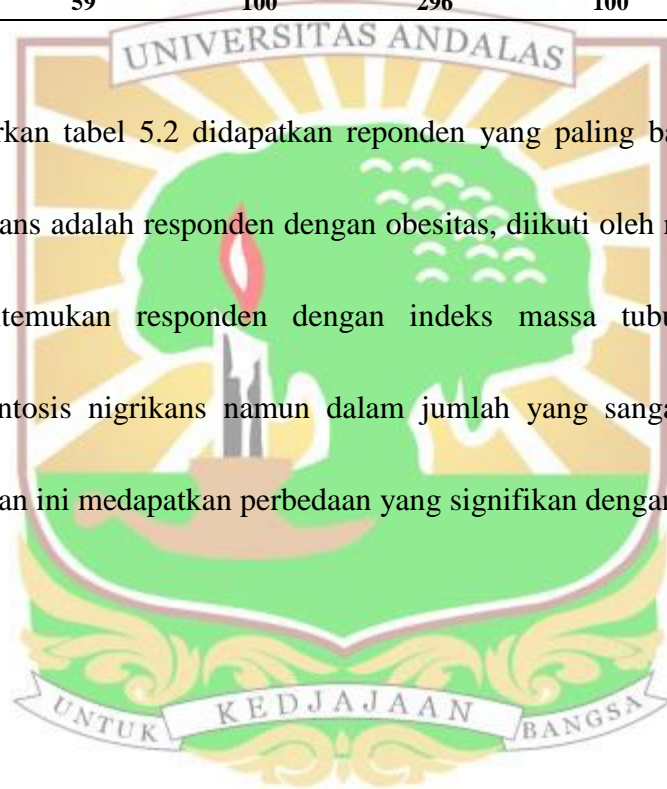 59 100 296 100
UNIVERSITAS ANDALAS
rkan tabel 5.2 didapatkan reponden yang paling ba
ans adalah responden dengan obesitas, diikuti oleh
temukan responden dengan indeks massa tubu
ntosis nigrikans namun dalam jumlah yang sanga
an ini medapatkan perbedaan yang signifikan dengan
UNTUK KEDJAJAAN BANGSA